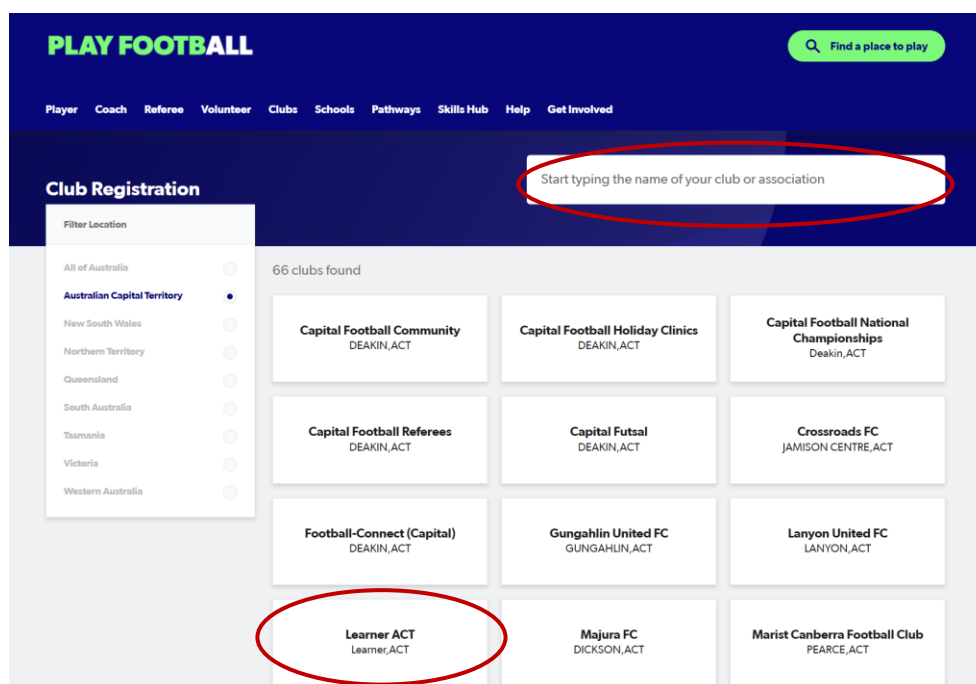 PLAY FOOTBALL
Find a place to play
Player Coach Referee Volunteer Clubs Schools Pathways Skills Hub Help Get Involved
Club Registration
Start typing the name of your club or association
Filter Location
All of Australia
Australian Capital Territory
New South Wales
Northern Territory
Queensland
South Australia
Tasmania
Victoria
Western Australia
66 clubs found
Capital Football Community
DEAKIN,ACT
Capital Football Holiday Clinics
DEAKIN,ACT
Capital Football National
Championships
Deakin,ACT
Capital Football Referees
DEAKIN,ACT
Capital Futsal
DEAKIN,ACT
Crossroads FC
JAMISON CENTRE,ACT
Football-Connect (Capital)
DEAKIN,ACT
Gungahlin United FC
GUNGAHLIN,ACT
Lanyon United FC
LANYON,ACT
Learner ACT
Learner,ACT
Majura FC
DICKSON,ACT
Marist Canberra Football Club
PEARCE,ACT